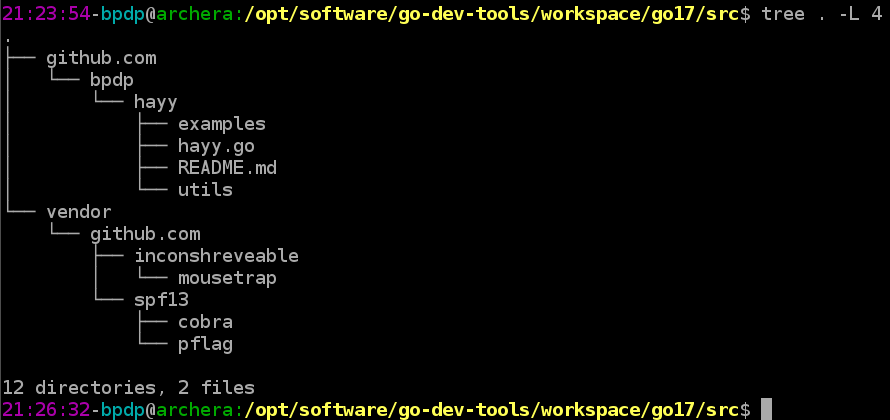 21:23:54-bpdp@archera:/opt/software/go-dev-tools/workspace/go17/src$ tree . -L 4
.
├── github.com
│   └── bpdp
│       └── hayy
│           ├── examples
│           ├── hayy.go
│           ├── README.md
│           └── utils
└── vendor
    └── github.com
        ├── inconshreveable
        │   └── mousetrap
        └── spf13
            ├── cobra
            └── pflag

12 directories, 2 files
21:26:32-bpdp@archera:/opt/software/go-dev-tools/workspace/go17/src$